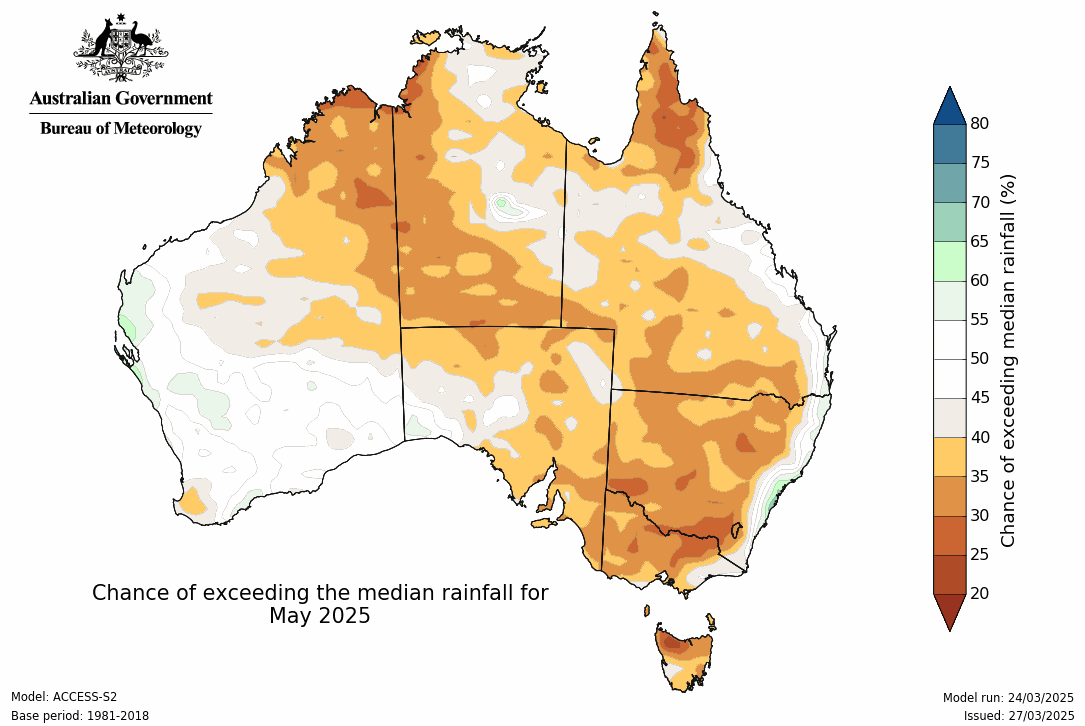 AUSTRALIA
Australian Government
Bureau of Meteorology
80
75
70
65
60
55
50
45
40
35
30
25
20
Chance of exceeding median rainfall (%)
Chance of exceeding the median rainfall for
May 2025
Model: ACCESS-S2
Base period: 1981-2018
Model run: 24/03/2025
Issued: 27/03/2025